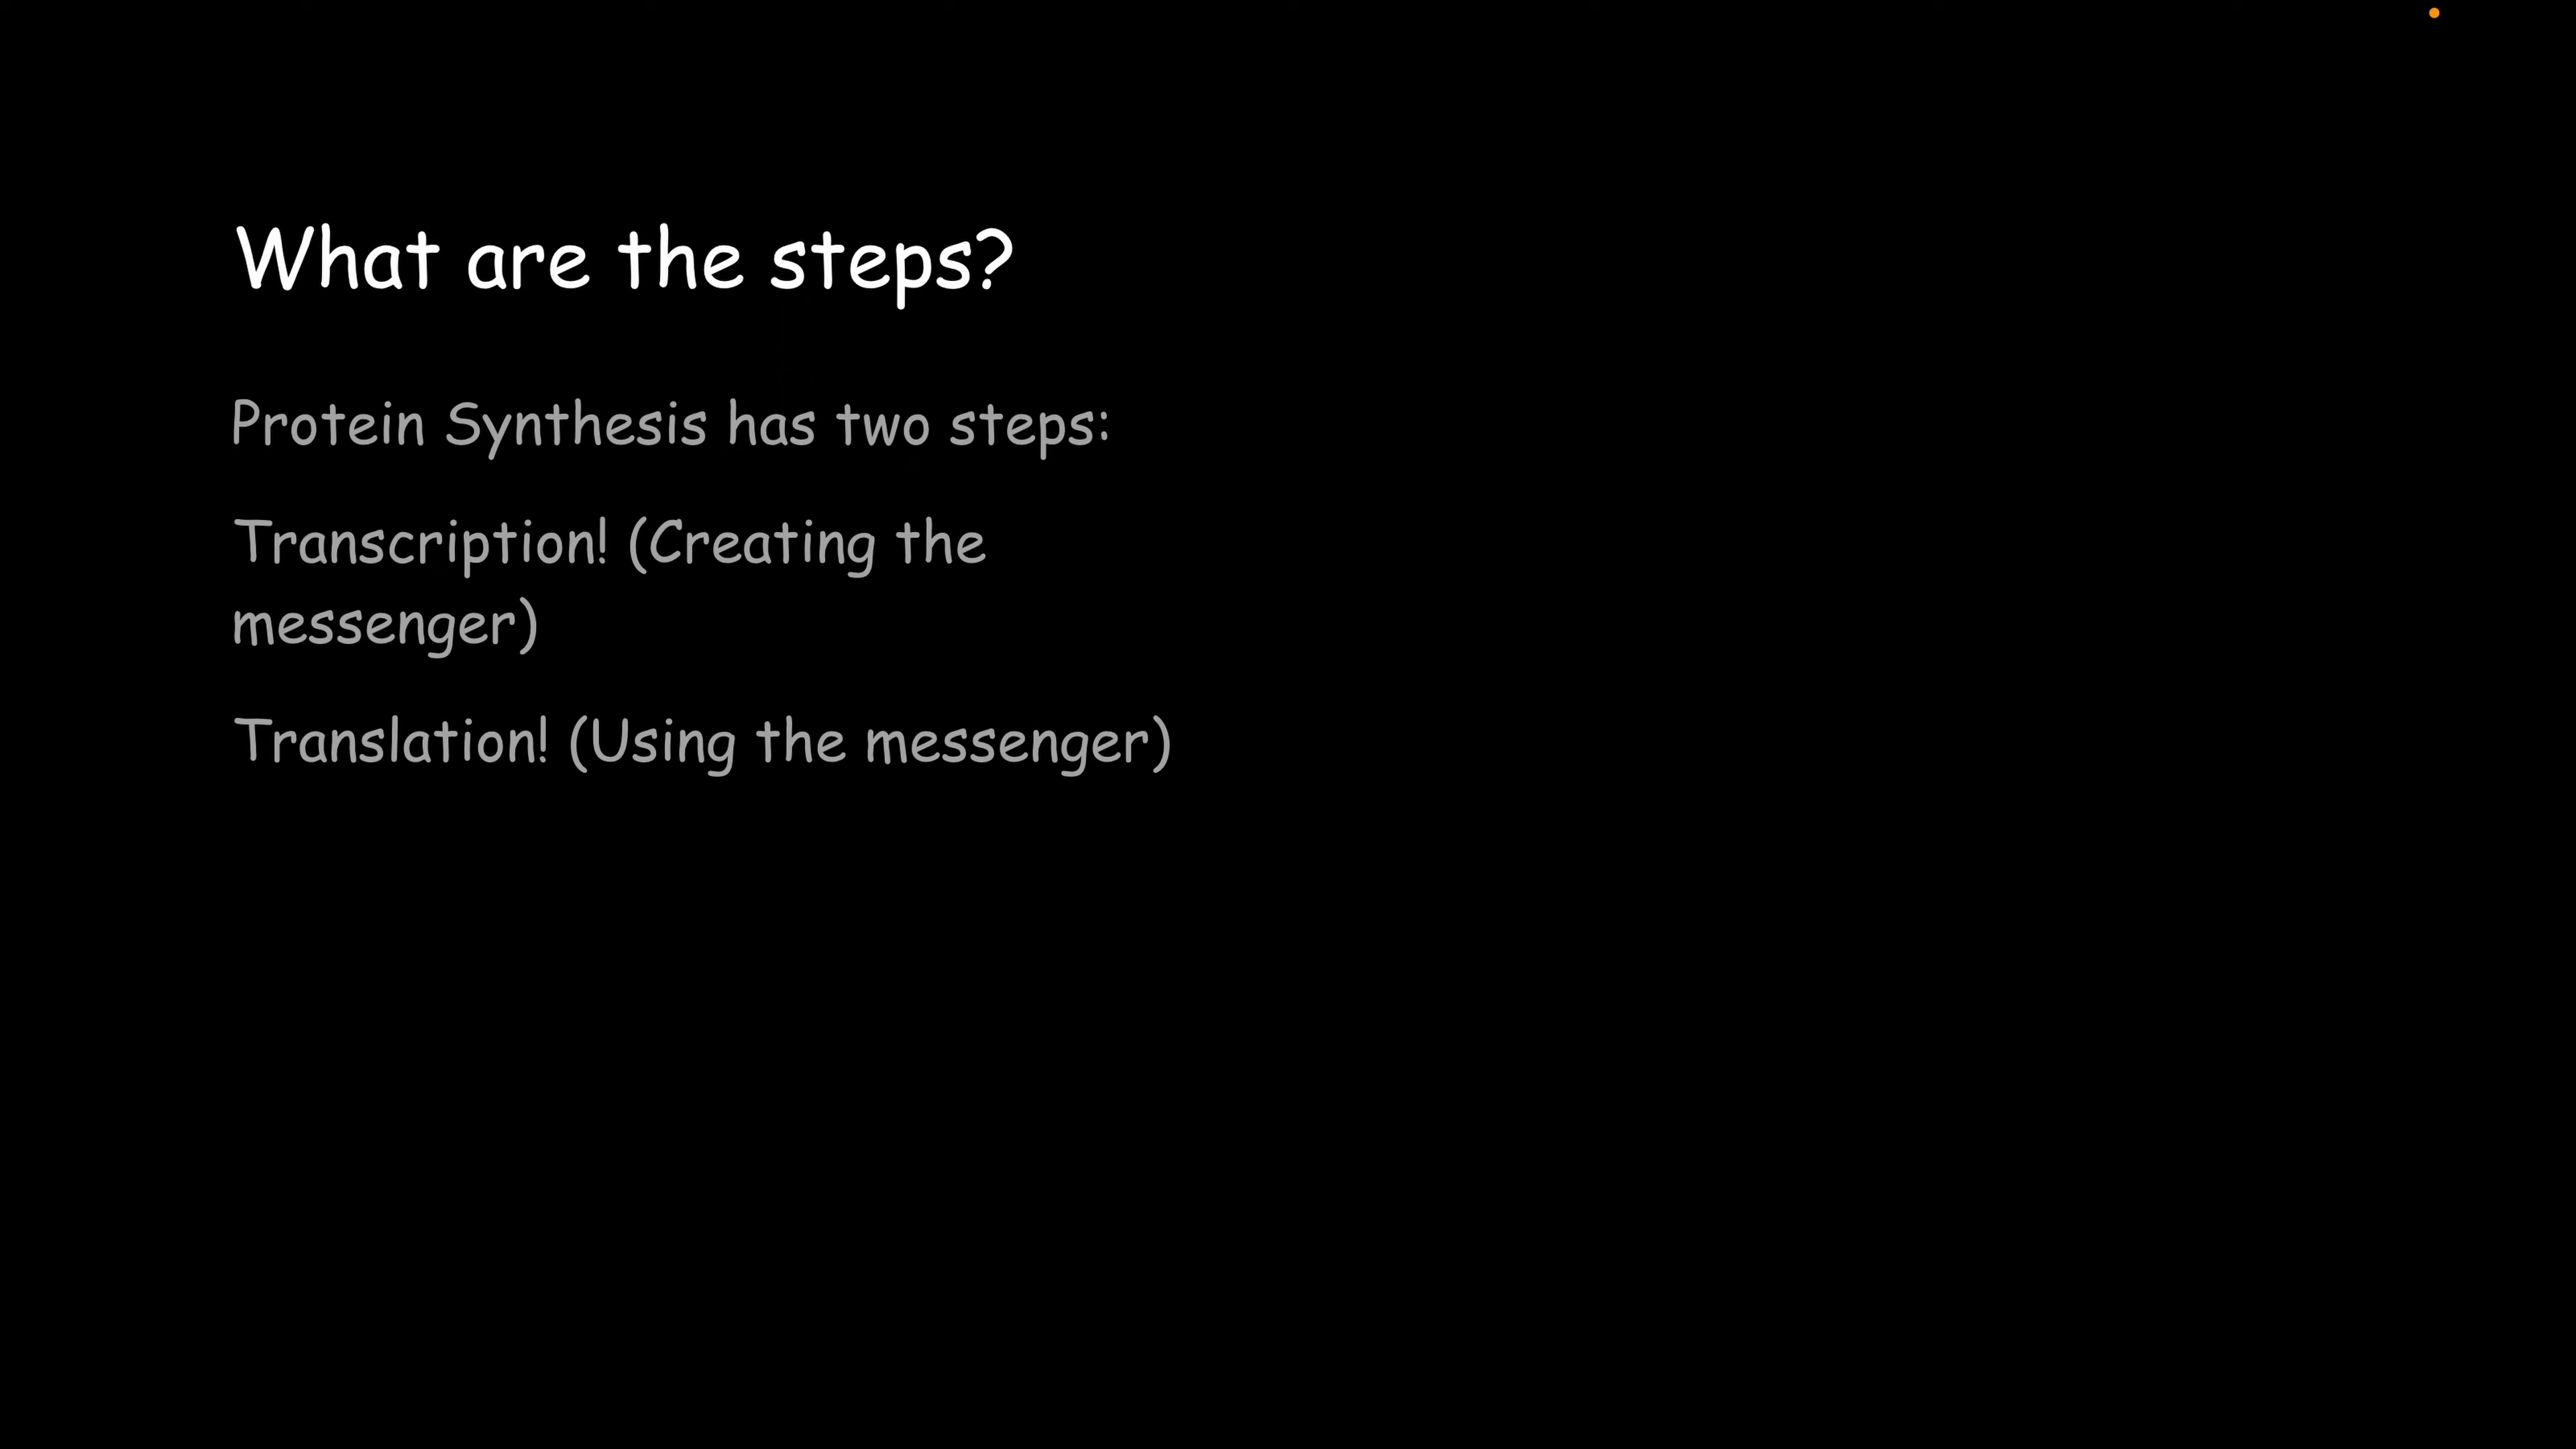 What are the steps?
Protein Synthesis has two steps:
Transcription! (Creating the
messenger)
Translation! (Using the messenger)